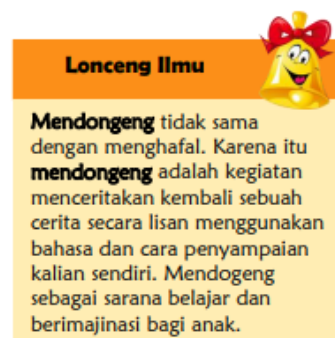 Lonceng Ilmu
Mendongeng tidak sama
dengan menghafal. Karena itu
mendongeng adalah kegiatan
menceritakan kembali sebuah
cerita secara lisan menggunakan
bahasa dan cara penyampaian
kalian sendiri. Mendogeng
sebagai sarana belajar dan
berimajinasi bagi anak.